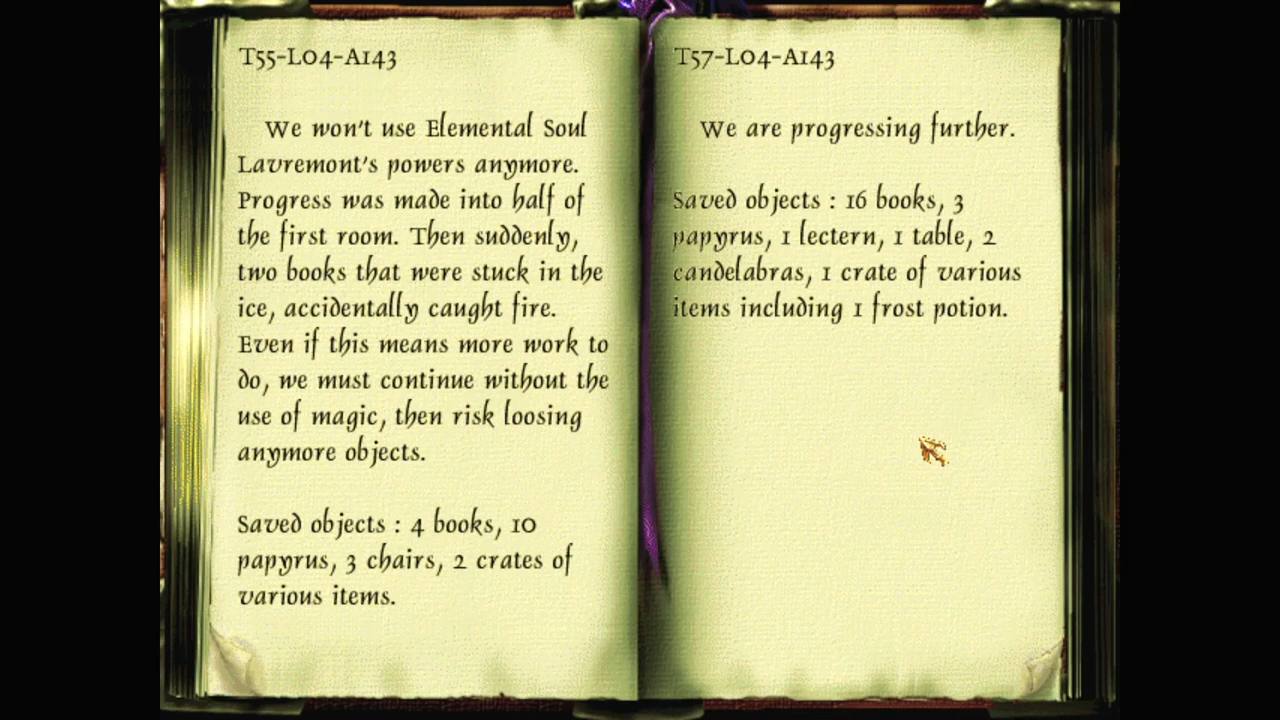 T55-L04-A143
We won't use Elemental Soul
Lavremont's powers anymore.
Progress was made into half of
the first room. Then suddenly,
two books that were stuck in the
ice, accidentally caught fire.
Even if this means more work to
do, we must continue without the
use of magic, then risk loosing
anymore objects.
Saved objects : 4 books, 10
papyrus, 3 chairs, 2 crates of
various items.
T57-L04-A143
We are progressing further.
Saved objects : 16 books, 3
papyrus, 1 lectern, 1 table, 2
candelabras, 1 crate of various
items including 1 frost potion.